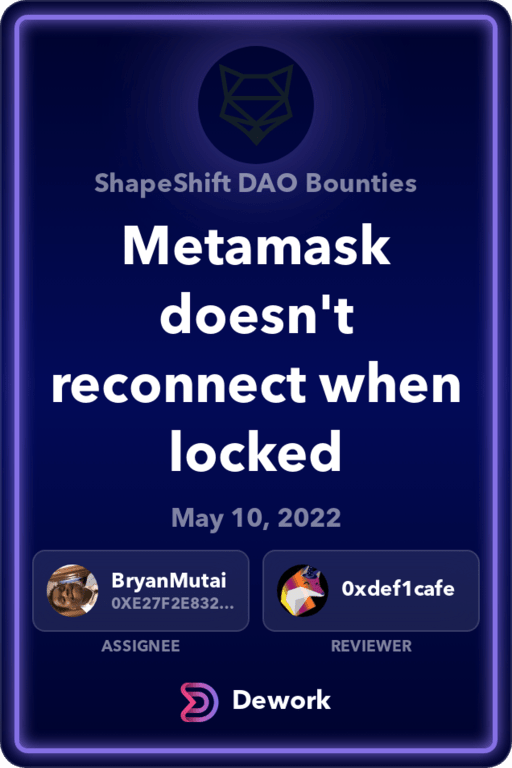 ShapeShift DAO Bounties
Metamask
doesn't
reconnect when
locked
May 10, 2022
BryanMutai
0XE27F2E832...
ASSIGNEE
0xdef1cafe
REVIEWER
Dework